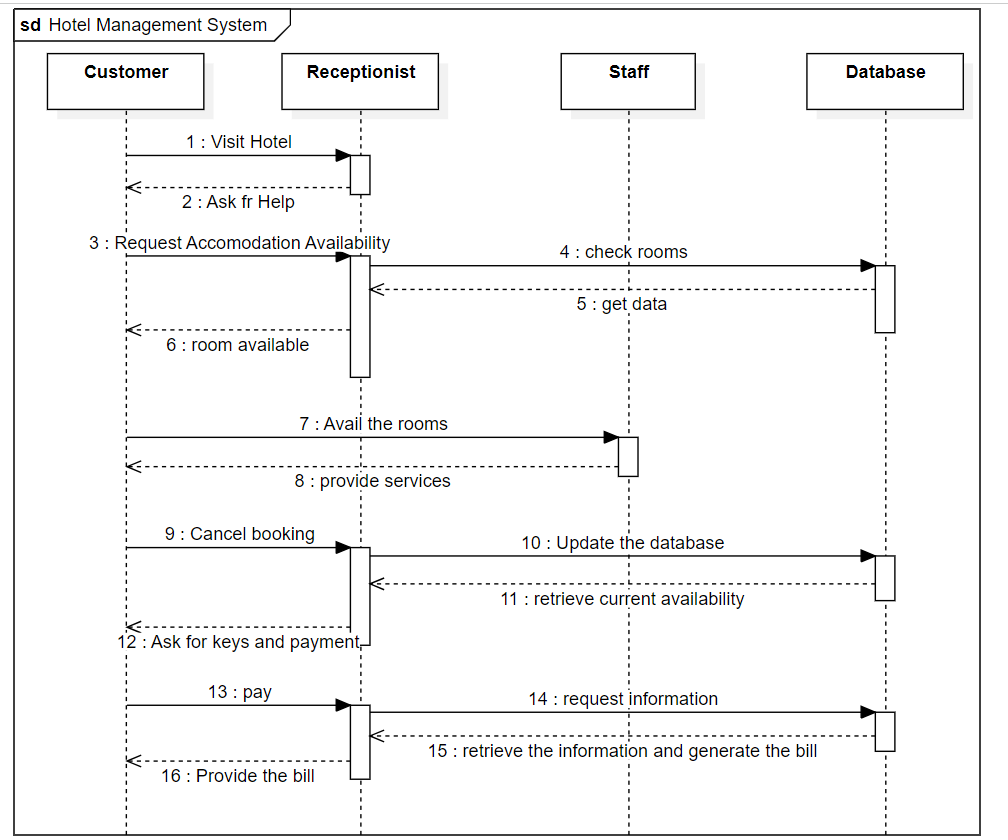 sd Hotel Management System
Customer
Receptionist
Staff
Database
1 : Visit Hotel
2 : Ask fr Help
3 : Request Accomodation Availability
4 : check rooms
5 : get data
6 : room available
7 : Avail the rooms
8 : provide services
9 : Cancel booking
10 : Update the database
11 : retrieve current availability
12 : Ask for keys and payment
13 : pay
14 : request information
15 : retrieve the information and generate the bill
16 : Provide the bill